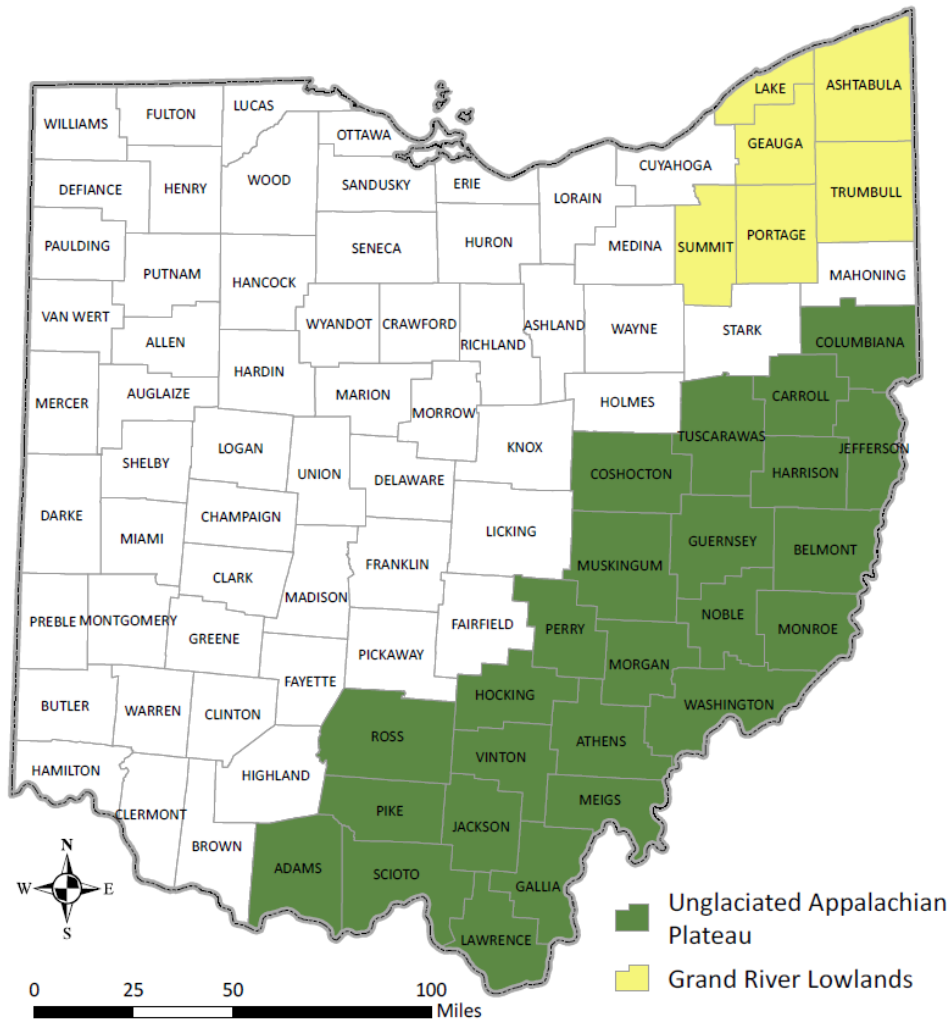 LAKE
ASHTABULA
LUCAS
FULTON
WILLIAMS
OTTAWA
GEAUGA
CUYAHOGA
WOOD
SANDUSKY
ERIE
DEFIANCE
HENRY
TRUMBULL
LORAIN
PORTAGE
SENECA
HURON
PAULDING
MEDINA
SUMMIT
PUTNAM
MAHONING
HANCOCK
VAN WERT
WYANDOT
CRAWFORD
ASHLAND
WAYNE
STARK
ALLEN
RICHLAND
COLUMBIANA
HARDIN
AUGLAIZE
MARION
CARROLL
MERCER
HOLMES
MORROW
TUSCARAWAS
KNOX
LOGAN
JEFFERSON
SHELBY
UNION
COSHOCTON
HARRISON
DELAWARE
DARKE
CHAMPAIGN
LICKING
MIAMI
GUERNSEY
BELMONT
FRANKLIN
MUSKINGUM
CLARK
MADISON
NOBLE
PREBLE
MONTGOMERY
FAIRFIELD
PERRY
MONROE
GREENE
PICKAWAY
MORGAN
FAYETTE
HOCKING
BUTLER
WARREN
CLINTON
WASHINGTON
ROSS
ATHENS
VINTON
HAMILTON
HIGHLAND
MEIGS
CLERMONT
PIKE
JACKSON
BROWN
ADAMS
SCIOTO
GALLIA
LAWRENCE
N
W E
S
Unglaciated Appalachian
Plateau
Grand River Lowlands
0 25 50 100
Miles